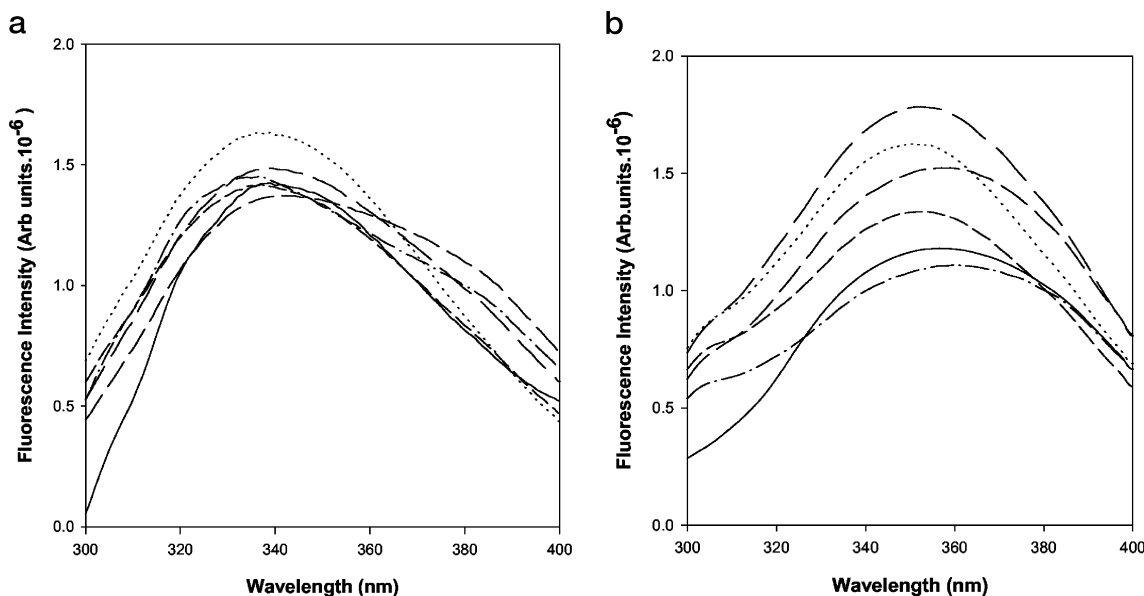 a
2.0
1.5
1.0
0.5
0.0
300 320 340 360 380 400
Wavelength (nm)
Fluorescence Intensity (Arb units.10-6)
b
2.0
1.5
1.0
0.5
0.0
300 320 340 360 380 400
Wavelength (nm)
Fluorescence Intensity (Arb.units.10-6)